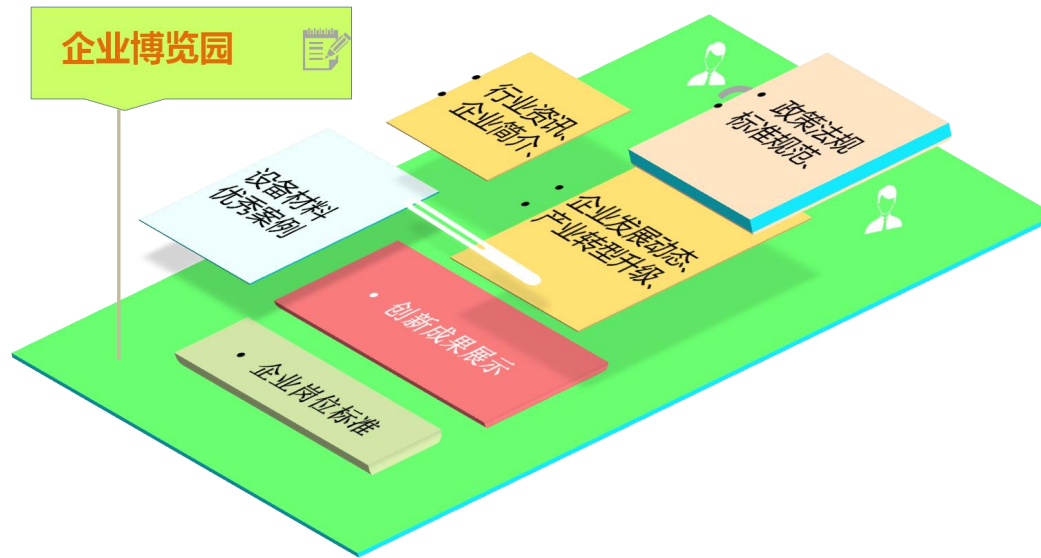 企业博览园
行业资讯、
企业简介、
政策法规
标准规范、
设备材料
优秀案例
企业发展动态、
产业转型升级、
创新成果展示
企业岗位标准